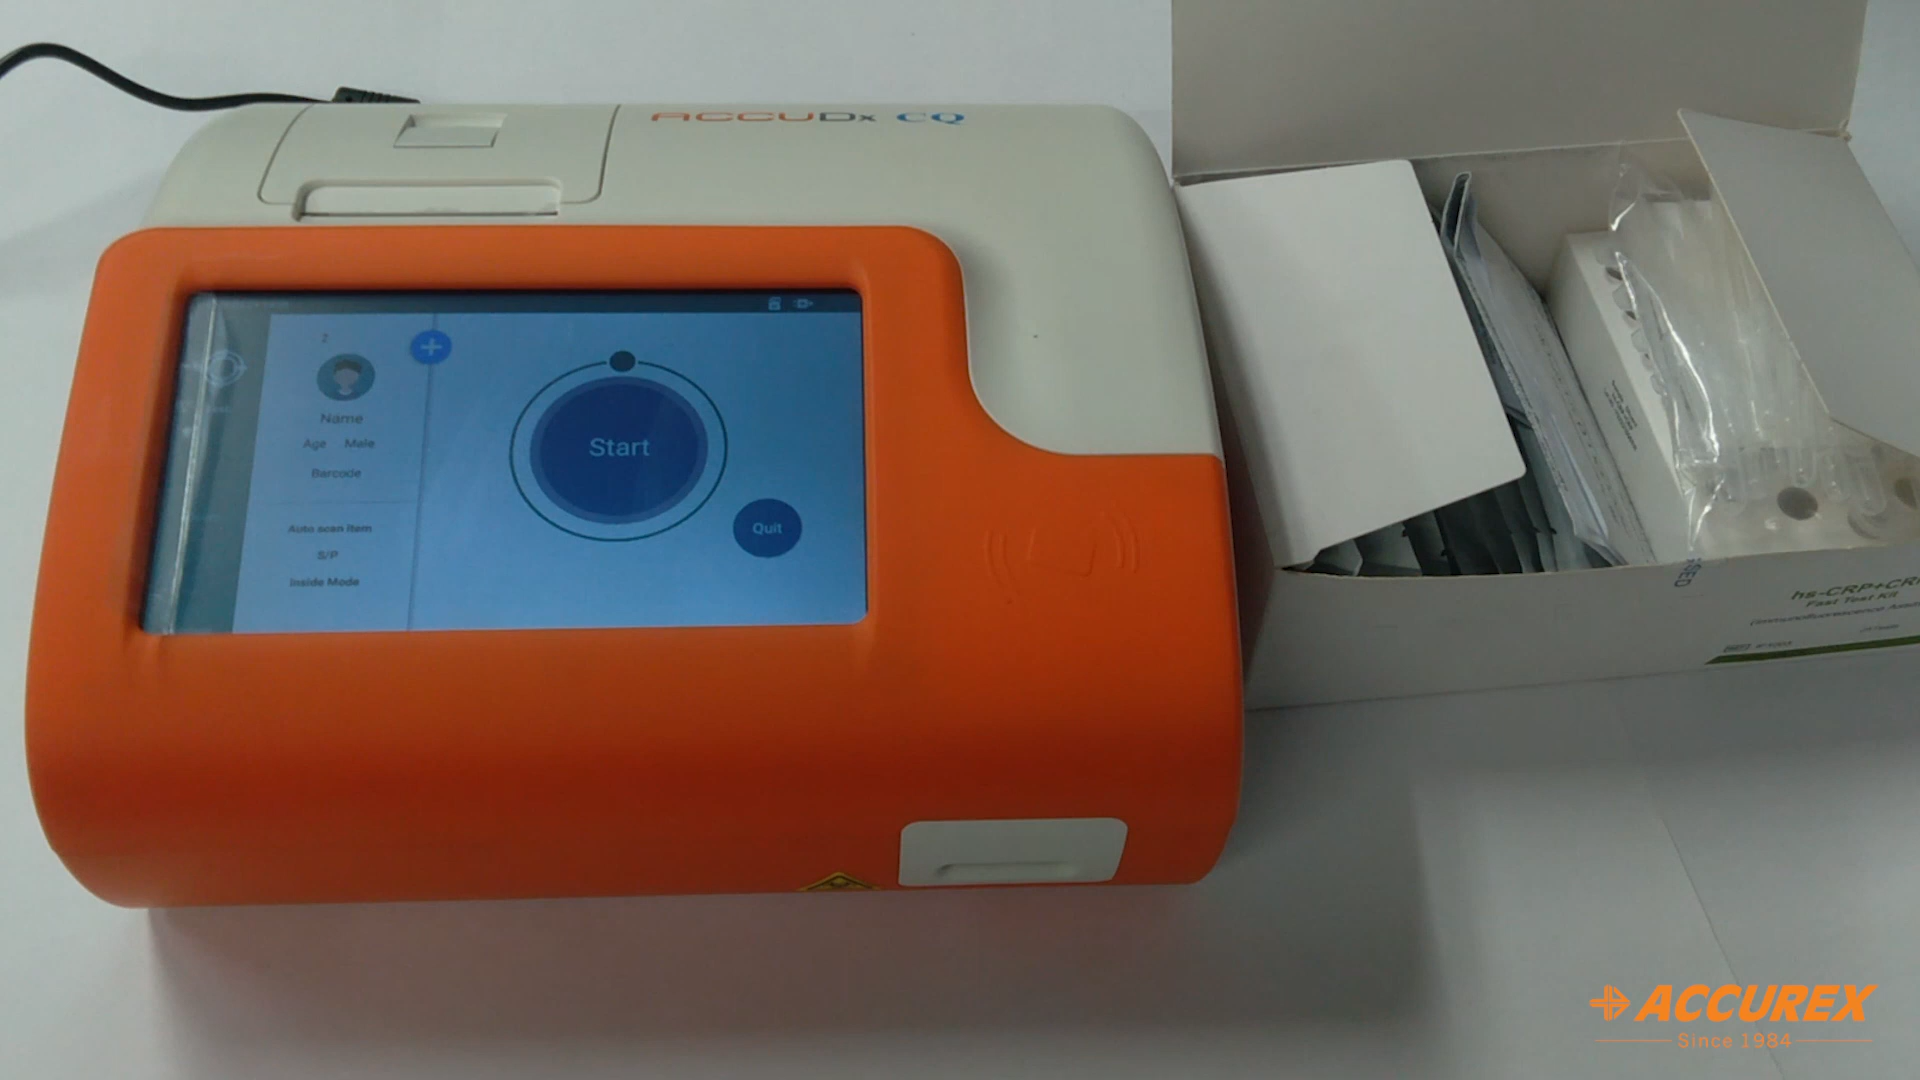 ACCUDx CQ
Name
Age Male
Barcode
Auto scan item
S/P
Inside Mode
Start
Quit
hs-CRP+CR
Fast Test Kit
ACCUREX
Since 1984